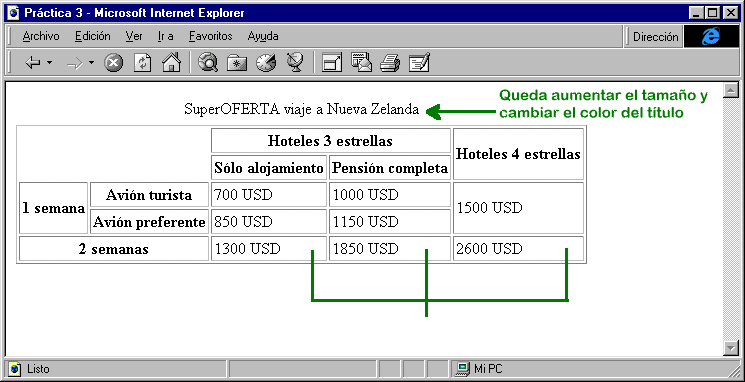 Práctica 3 - Microsoft Internet Explorer
Archivo Edición Ver Ir a Favoritos Ayuda Dirección
SuperOFERTA viaje a Nueva Zelanda
Queda aumentar el tamaño y
cambiar el color del título
Hoteles 3 estrellas
Hoteles 4 estrellas
Sólo alojamiento Pensión completa
1 semana
Avión turista 700 USD 1000 USD
1500 USD
Avión preferente 850 USD 1150 USD
2 semanas 1300 USD 1850 USD 2600 USD
Listo Mi PC